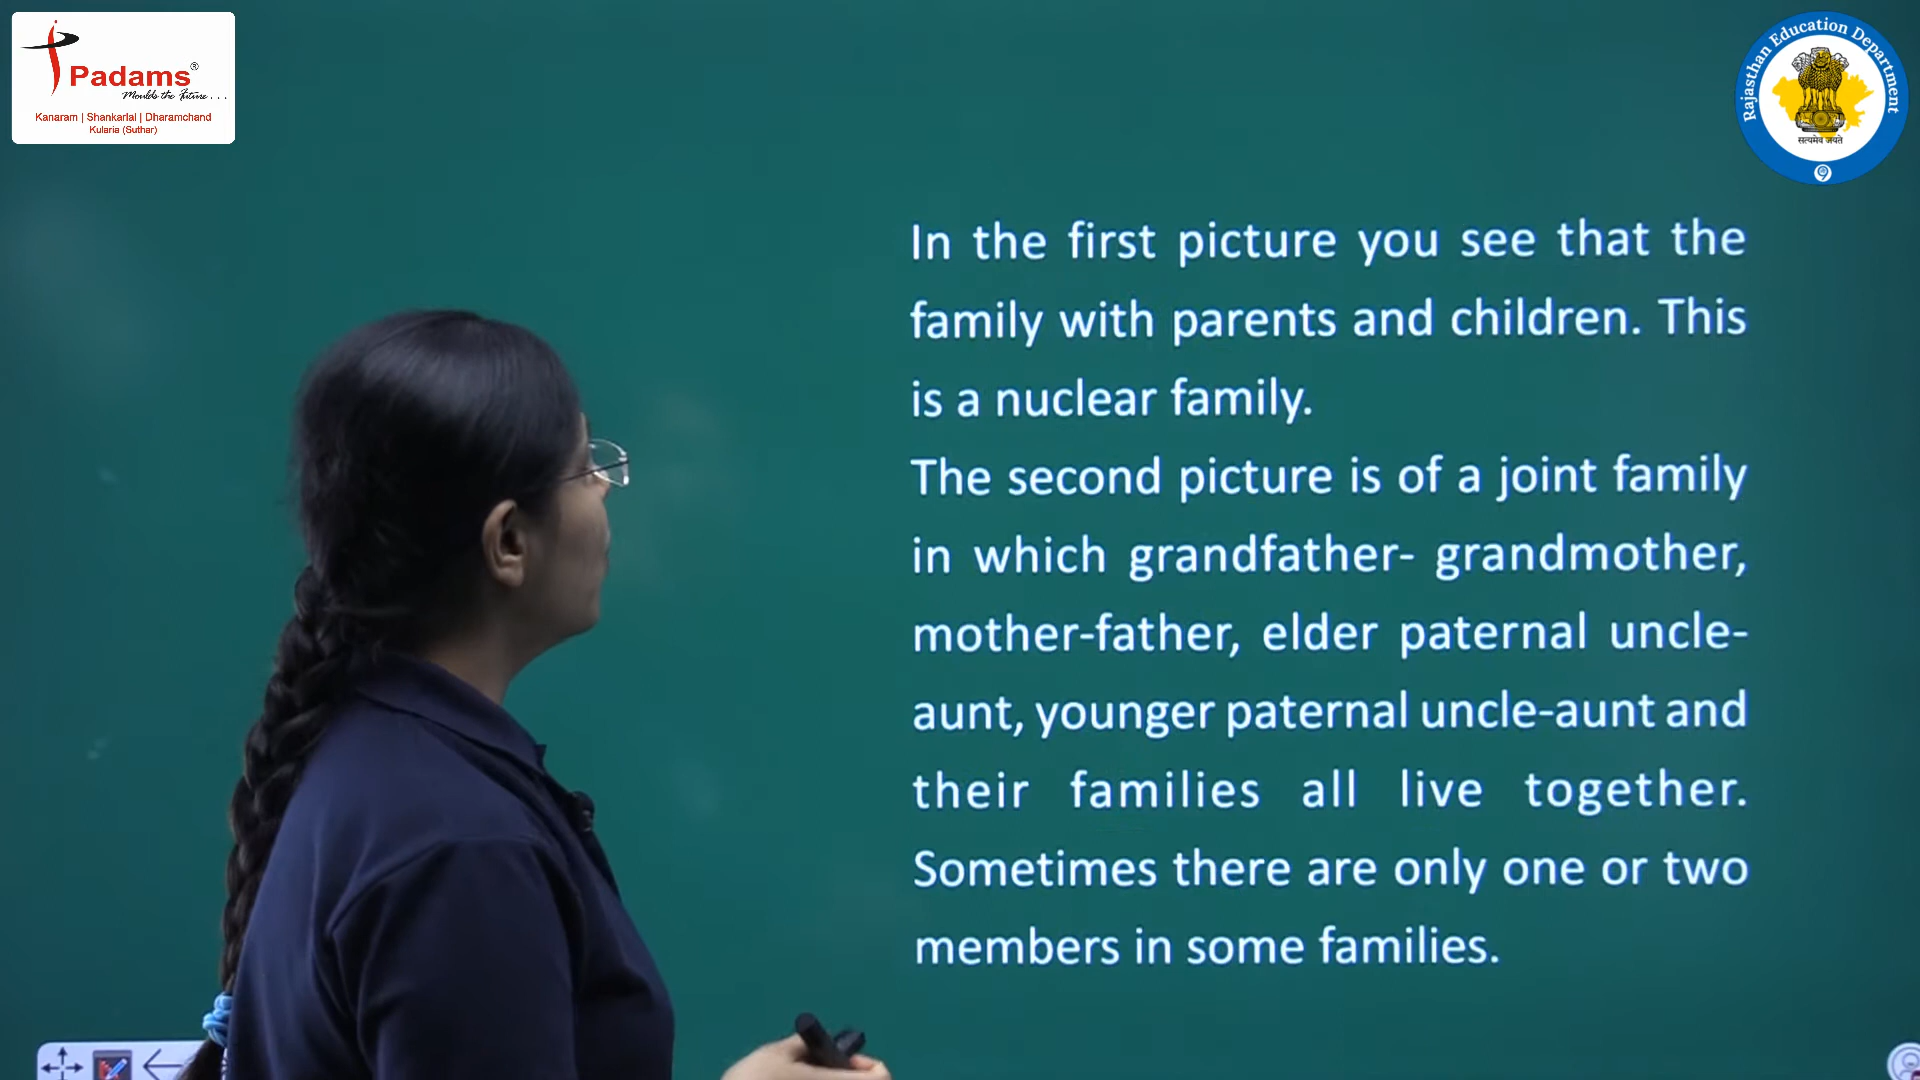 Padams®
Moulds the Future . . .
Kanaram | Shankarlal | Dharamchand
Kularia (Suthar)
Rajasthan Education Department
सत्यमेव जयते
In the first picture you see that the
family with parents and children. This
is a nuclear family.
The second picture is of a joint family
in which grandfather- grandmother,
mother-father, elder paternal uncle-
aunt, younger paternal uncle-aunt and
their families all live together.
Sometimes there are only one or two
members in some families.